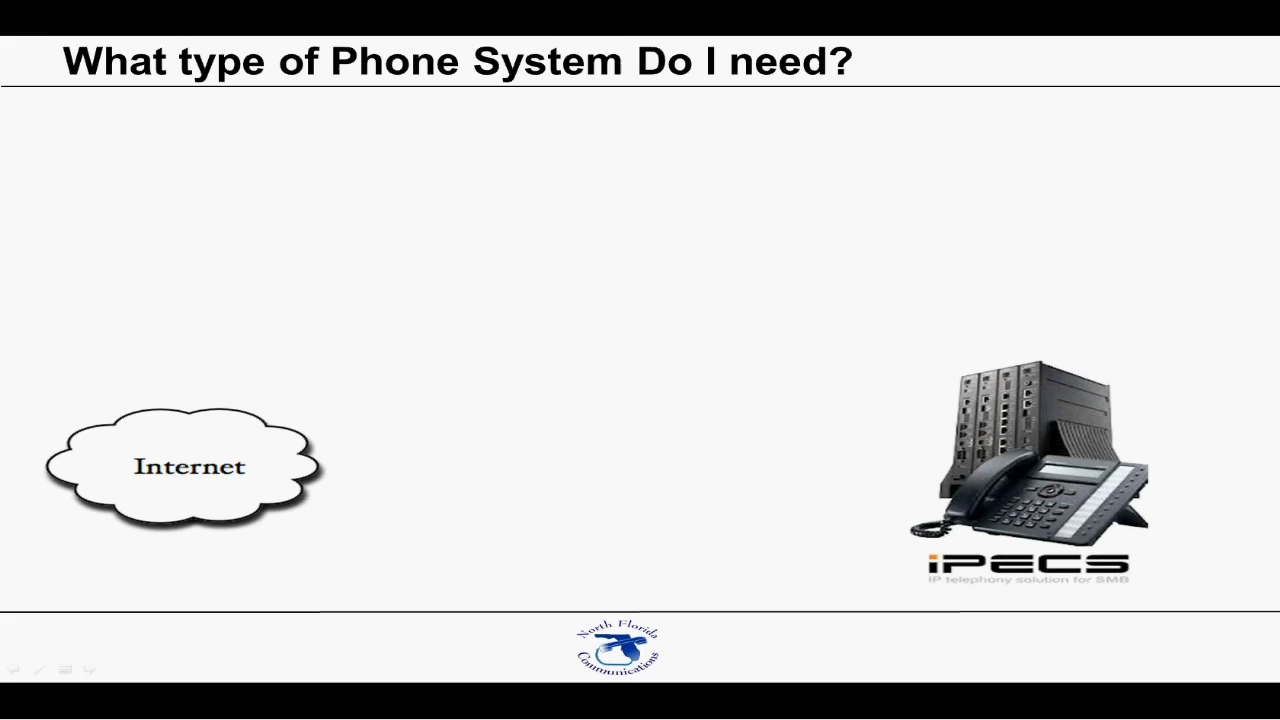 What type of Phone System Do I need?
Internet
iPECS
IP telephony solution for SMB
North Florida
Communications